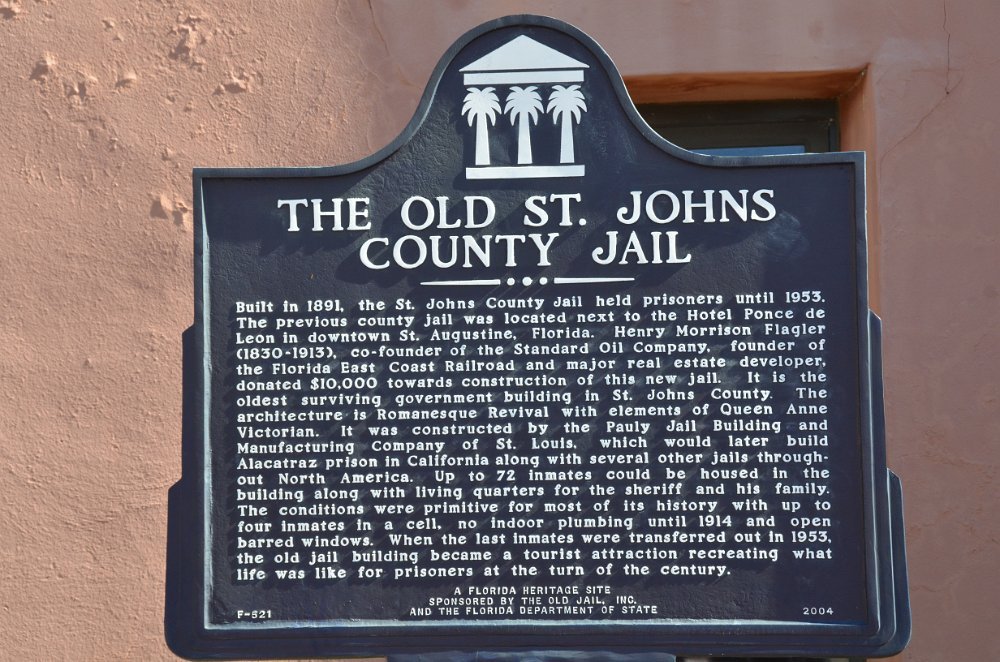 THE OLD ST. JOHNS
COUNTY JAIL
Built in 1891, the St. Johns County Jail held prisoners until 1953.
The previous county jail was located next to the Hotel Ponce de
Leon in downtown St. Augustine, Florida. Henry Morrison Flagler
(1830-1913), co-founder of the Standard Oil Company, founder of
the Florida East Coast Railroad and major real estate developer,
donated $10,000 towards construction of this new jail. It is the
oldest surviving government building in St. Johns County. The
architecture is Romanesque Revival with elements of Queen Anne
Victorian. It was constructed by the Pauly Jail Building and
Manufacturing Company of St. Louis, which would later build
Alacatraz prison in California along with several other jails through-
out North America. Up to 72 inmates could be housed in the
building along with living quarters for the sheriff and his family.
The conditions were primitive for most of its history with up to
four inmates in a cell, no indoor plumbing until 1914 and open
barred windows. When the last inmates were transferred out in 1953,
the old jail building became a tourist attraction recreating what
life was like for prisoners at the turn of the century.
A FLORIDA HERITAGE SITE
SPONSORED BY THE OLD JAIL, INC.
F-521 AND THE FLORIDA DEPARTMENT OF STATE 2004